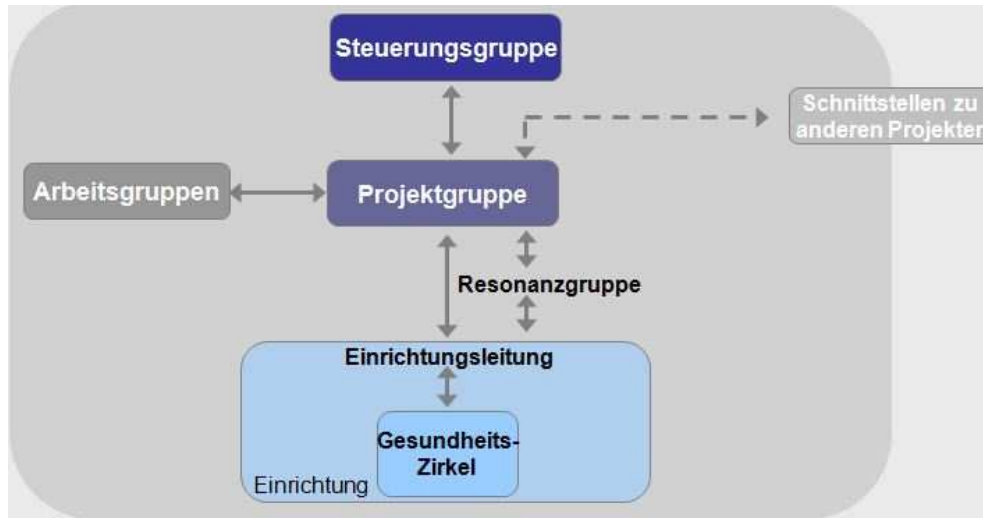 Steuerungsgruppe
Schnittstellen zu
anderen Projekten
Arbeitsgruppen
Projektgruppe
Resonanzgruppe
Einrichtungsleitung
Gesundheits-
Zirkel
Einrichtung